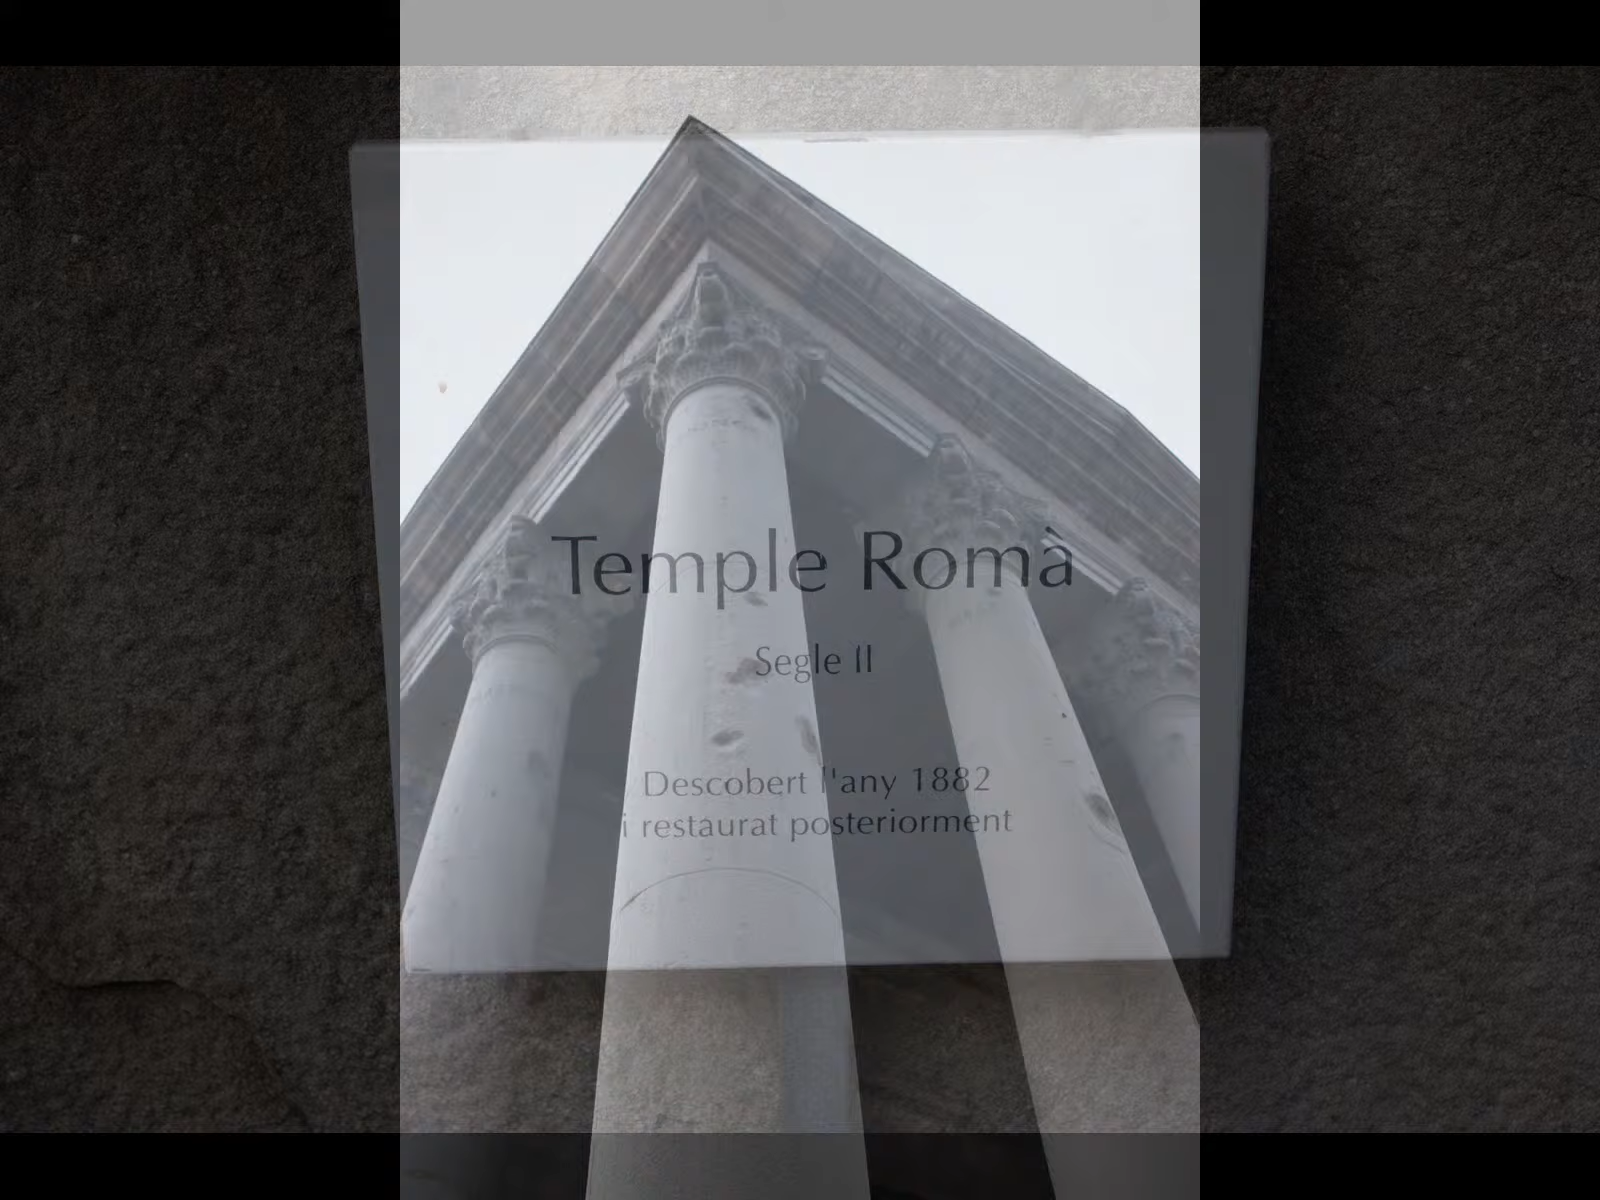 Temple Romà
Segle II
Descobert l'any 1882
i restaurat posteriorment